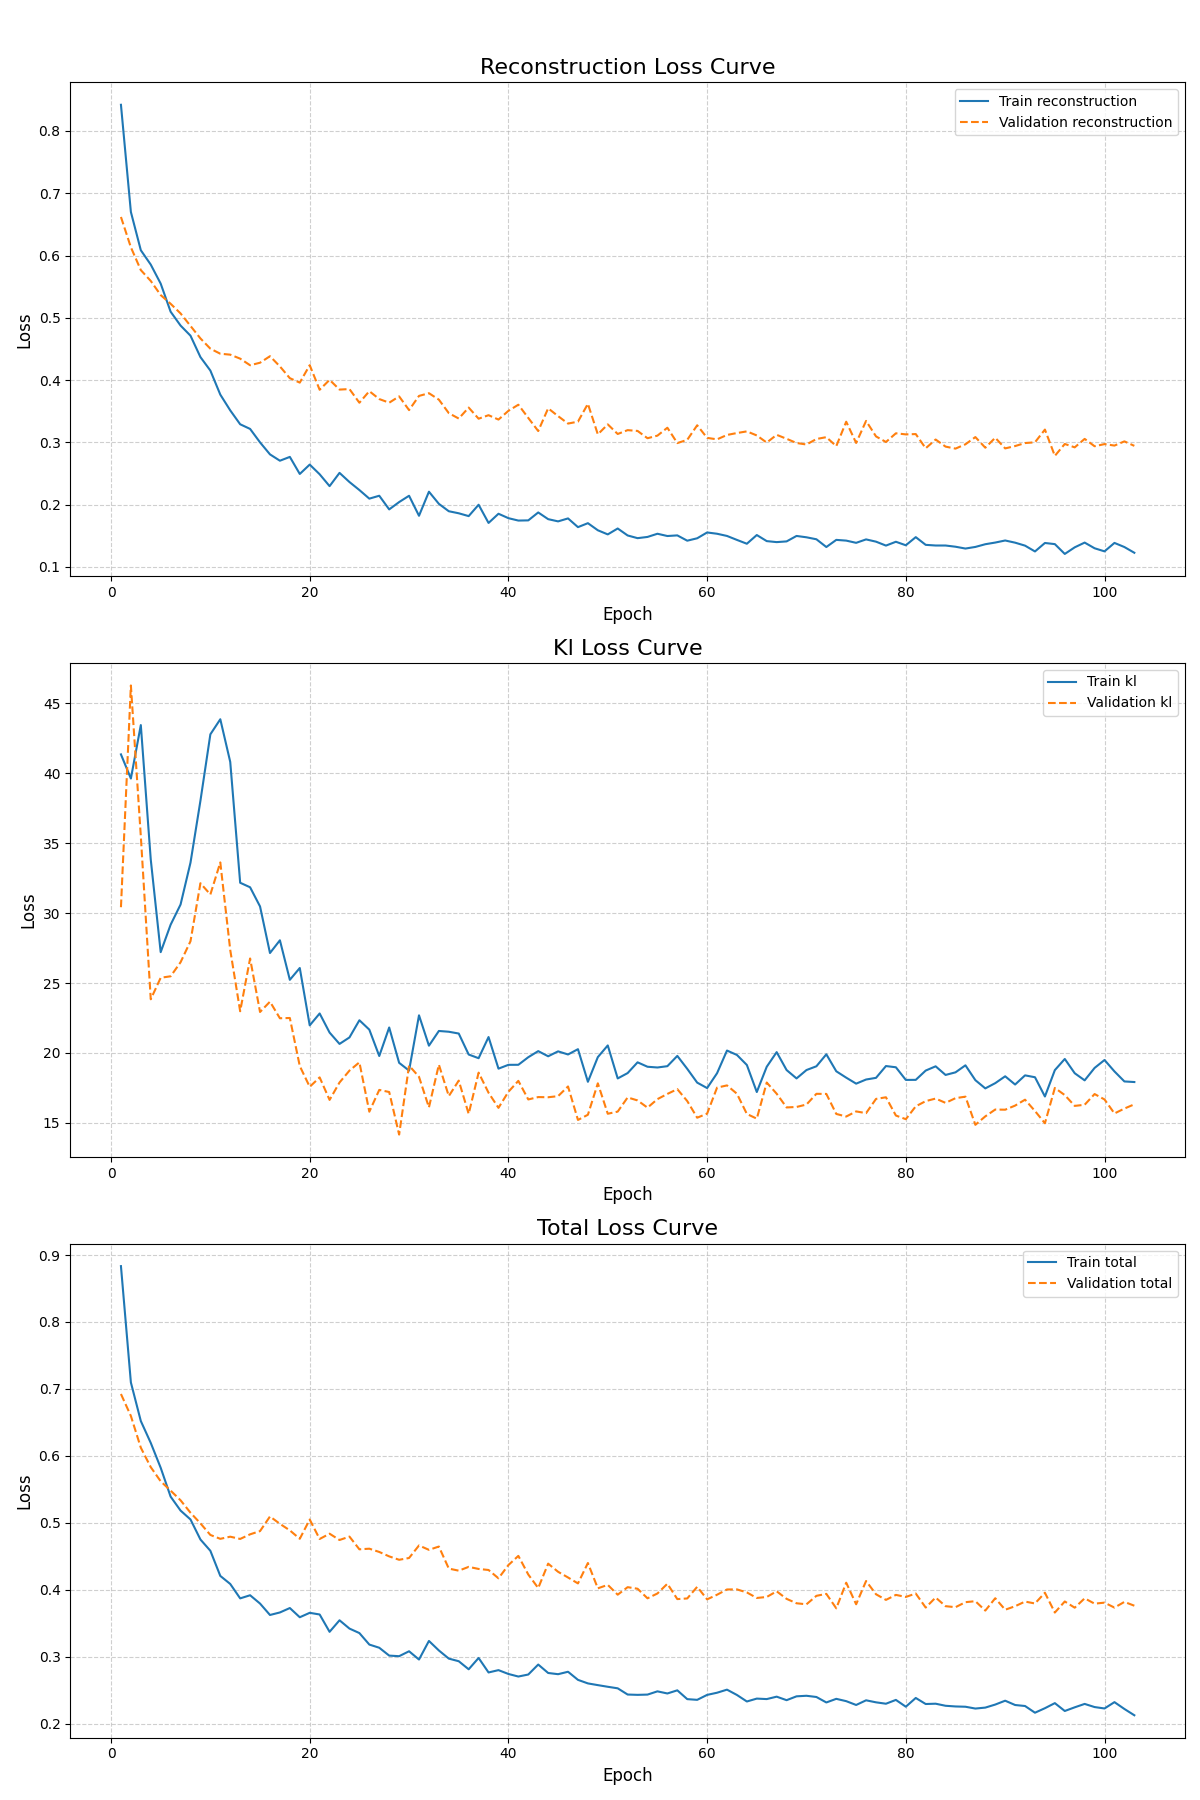 Reconstruction Loss Curve
Train reconstruction
Validation reconstruction
0.8
0.7
0.6
0.5
0.4
0.3
0.2
0.1
Loss
0 20 40 60 80 100
Epoch
Kl Loss Curve
Train kl
Validation kl
45
40
35
30
25
20
15
Loss
0 20 40 60 80 100
Epoch
Total Loss Curve
Train total
Validation total
0.9
0.8
0.7
0.6
0.5
0.4
0.3
0.2
Loss
0 20 40 60 80 100
Epoch